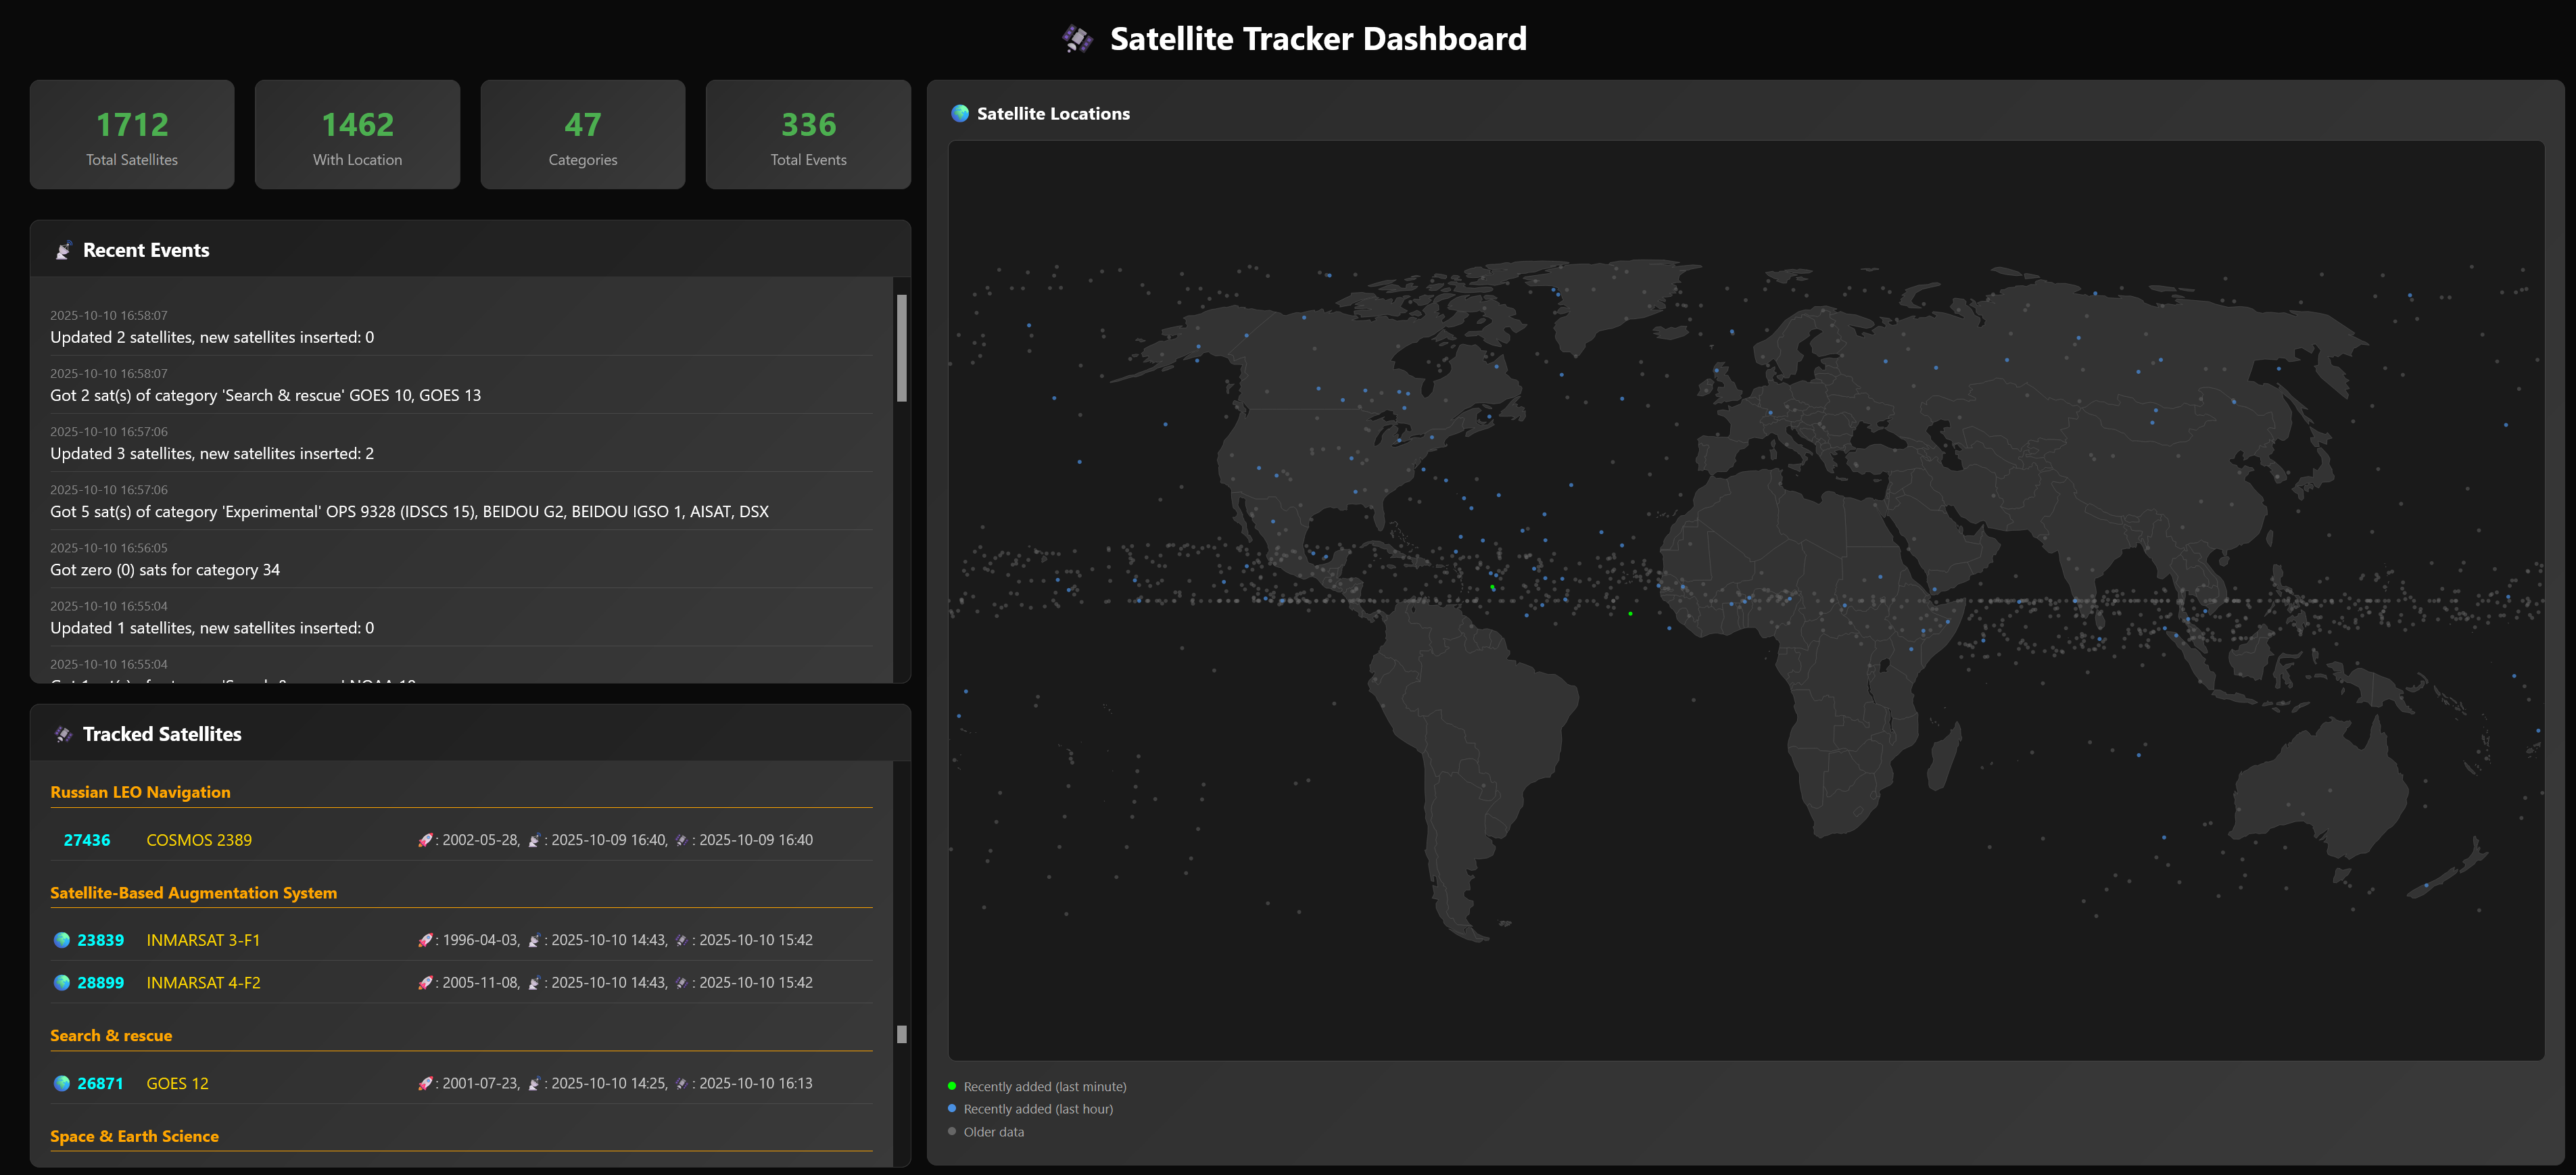 Satellite Tracker Dashboard
1712
Total Satellites
1462
With Location
47
Categories
336
Total Events
Recent Events
2025-10-10 16:58:07
Updated 2 satellites, new satellites inserted: 0
2025-10-10 16:58:07
Got 2 sat(s) of category 'Search & rescue' GOES 10, GOES 13
2025-10-10 16:57:06
Updated 3 satellites, new satellites inserted: 2
2025-10-10 16:57:06
Got 5 sat(s) of category 'Experimental' OPS 9328 (IDSCS 15), BEIDOU G2, BEIDOU IGSO 1, AISAT, DSX
2025-10-10 16:56:05
Got zero (0) sats for category 34
2025-10-10 16:55:04
Updated 1 satellites, new satellites inserted: 0
2025-10-10 16:55:04
Tracked Satellites
Russian LEO Navigation
27436 COSMOS 2389 : 2002-05-28, : 2025-10-09 16:40, : 2025-10-09 16:40
Satellite-Based Augmentation System
23839 INMARSAT 3-F1 : 1996-04-03, : 2025-10-10 14:43, : 2025-10-10 15:42
28899 INMARSAT 4-F2 : 2005-11-08, : 2025-10-10 14:43, : 2025-10-10 15:42
Search & rescue
26871 GOES 12 : 2001-07-23, : 2025-10-10 14:25, : 2025-10-10 16:13
Space & Earth Science
Satellite Locations
Recently added (last minute)
Recently added (last hour)
Older data